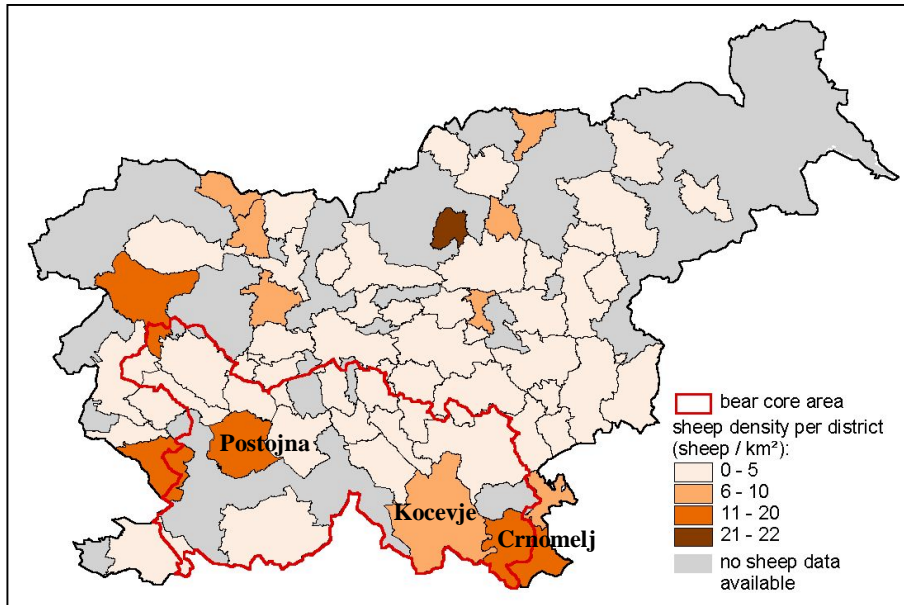 Postojna
Kocevje
Crnomelj
bear core area
sheep density per district
(sheep / km²):
0 - 5
6 - 10
11 - 20
21 - 22
no sheep data
available